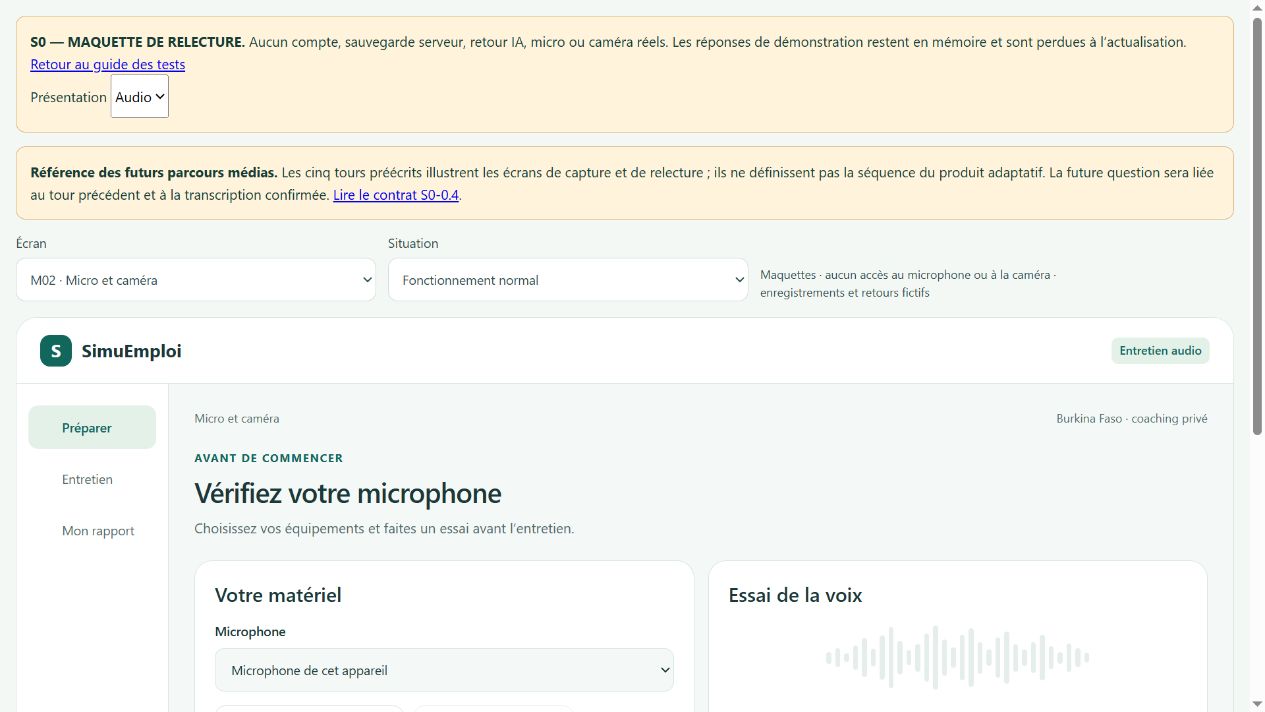 S0 — MAQUETTE DE RELECTURE. Aucun compte, sauvegarde serveur, retour IA, micro ou caméra réels. Les réponses de démonstration restent en mémoire et sont perdues à l’actualisation.
Retour au guide des tests
Présentation Audio
Référence des futurs parcours médias. Les cinq tours préécrits illustrent les écrans de capture et de relecture ; ils ne définissent pas la séquence du produit adaptatif. La future question sera liée
au tour précédent et à la transcription confirmée. Lire le contrat S0-0.4.
Écran
M02 · Micro et caméra
Situation
Fonctionnement normal
Maquettes · aucun accès au microphone ou à la caméra ·
enregistrements et retours fictifs
S SimuEmploi
Entretien audio
Préparer
Entretien
Mon rapport
Micro et caméra
Burkina Faso · coaching privé
AVANT DE COMMENCER
Vérifiez votre microphone
Choisissez vos équipements et faites un essai avant l’entretien.
Votre matériel
Microphone
Microphone de cet appareil
Essai de la voix